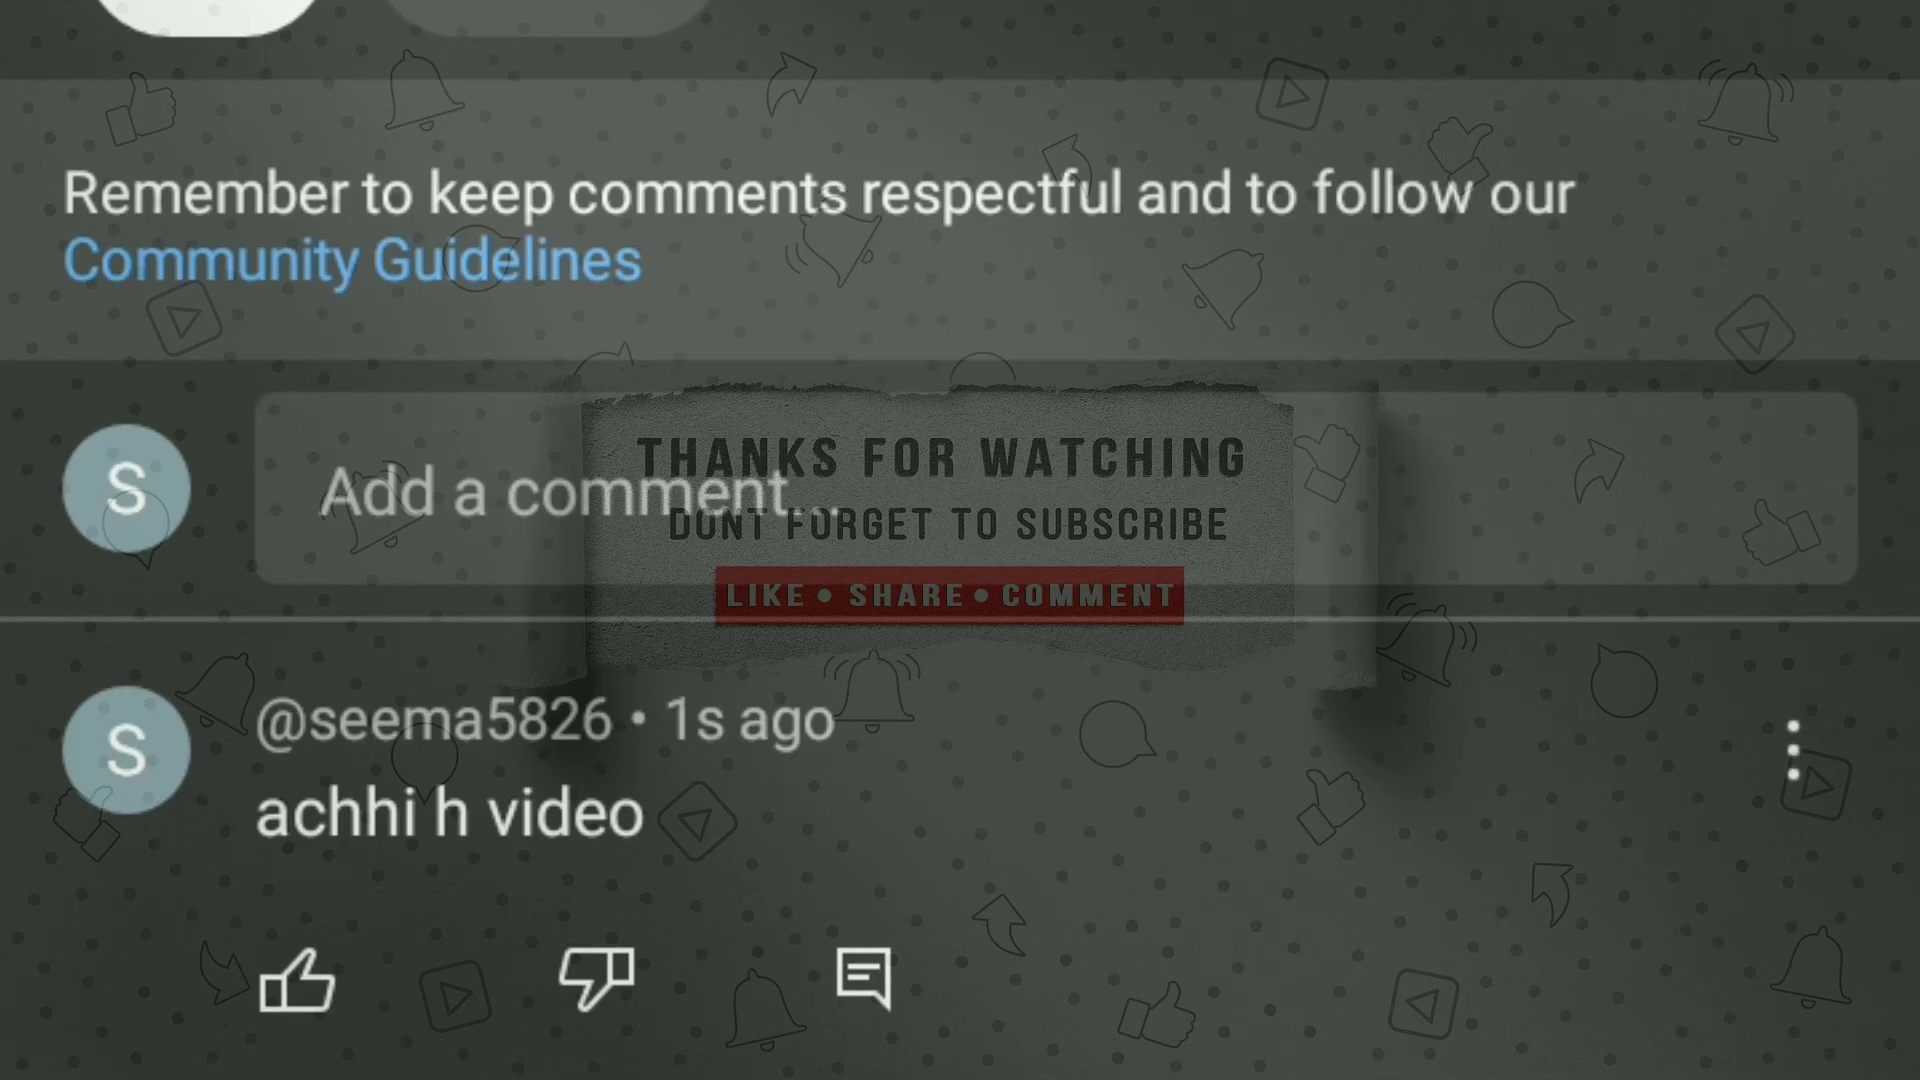 Remember to keep comments respectful and to follow our
Community Guidelines
S
Add a comment...
THANKS FOR WATCHING
DONT FORGET TO SUBSCRIBE
LIKE • SHARE • COMMENT
S
@seema5826 • 1s ago
achhi h video